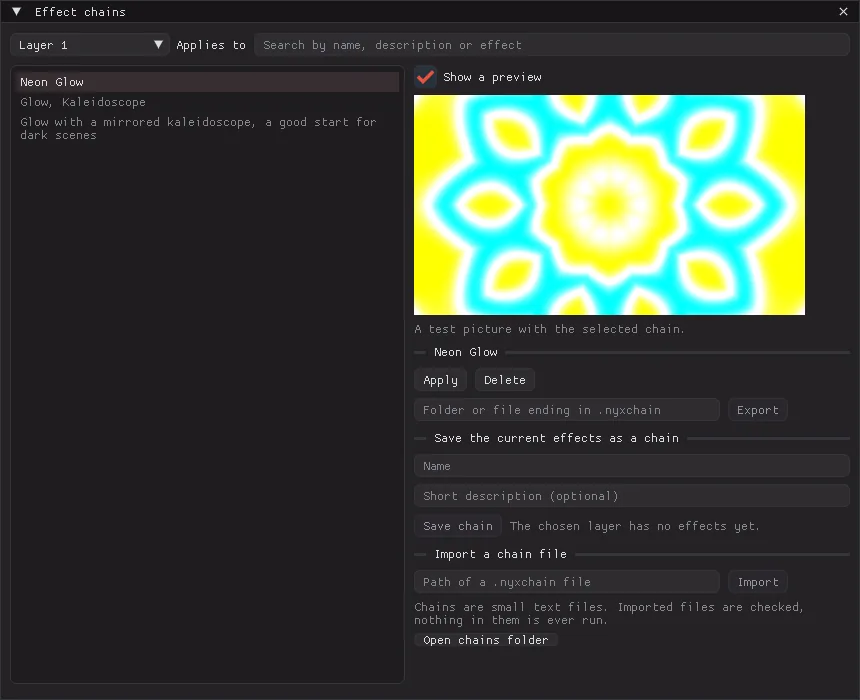 Effect chains
Layer 1
Applies to
Search by name, description or effect
Neon Glow
Glow, Kaleidoscope
Glow with a mirrored kaleidoscope, a good start for
dark scenes
Show a preview
A test picture with the selected chain.
Neon Glow
Apply
Delete
Folder or file ending in .nyxchain
Export
Save the current effects as a chain
Name
Short description (optional)
Save chain
The chosen layer has no effects yet.
Import a chain file
Path of a .nyxchain file
Import
Chains are small text files. Imported files are checked,
nothing in them is ever run.
Open chains folder